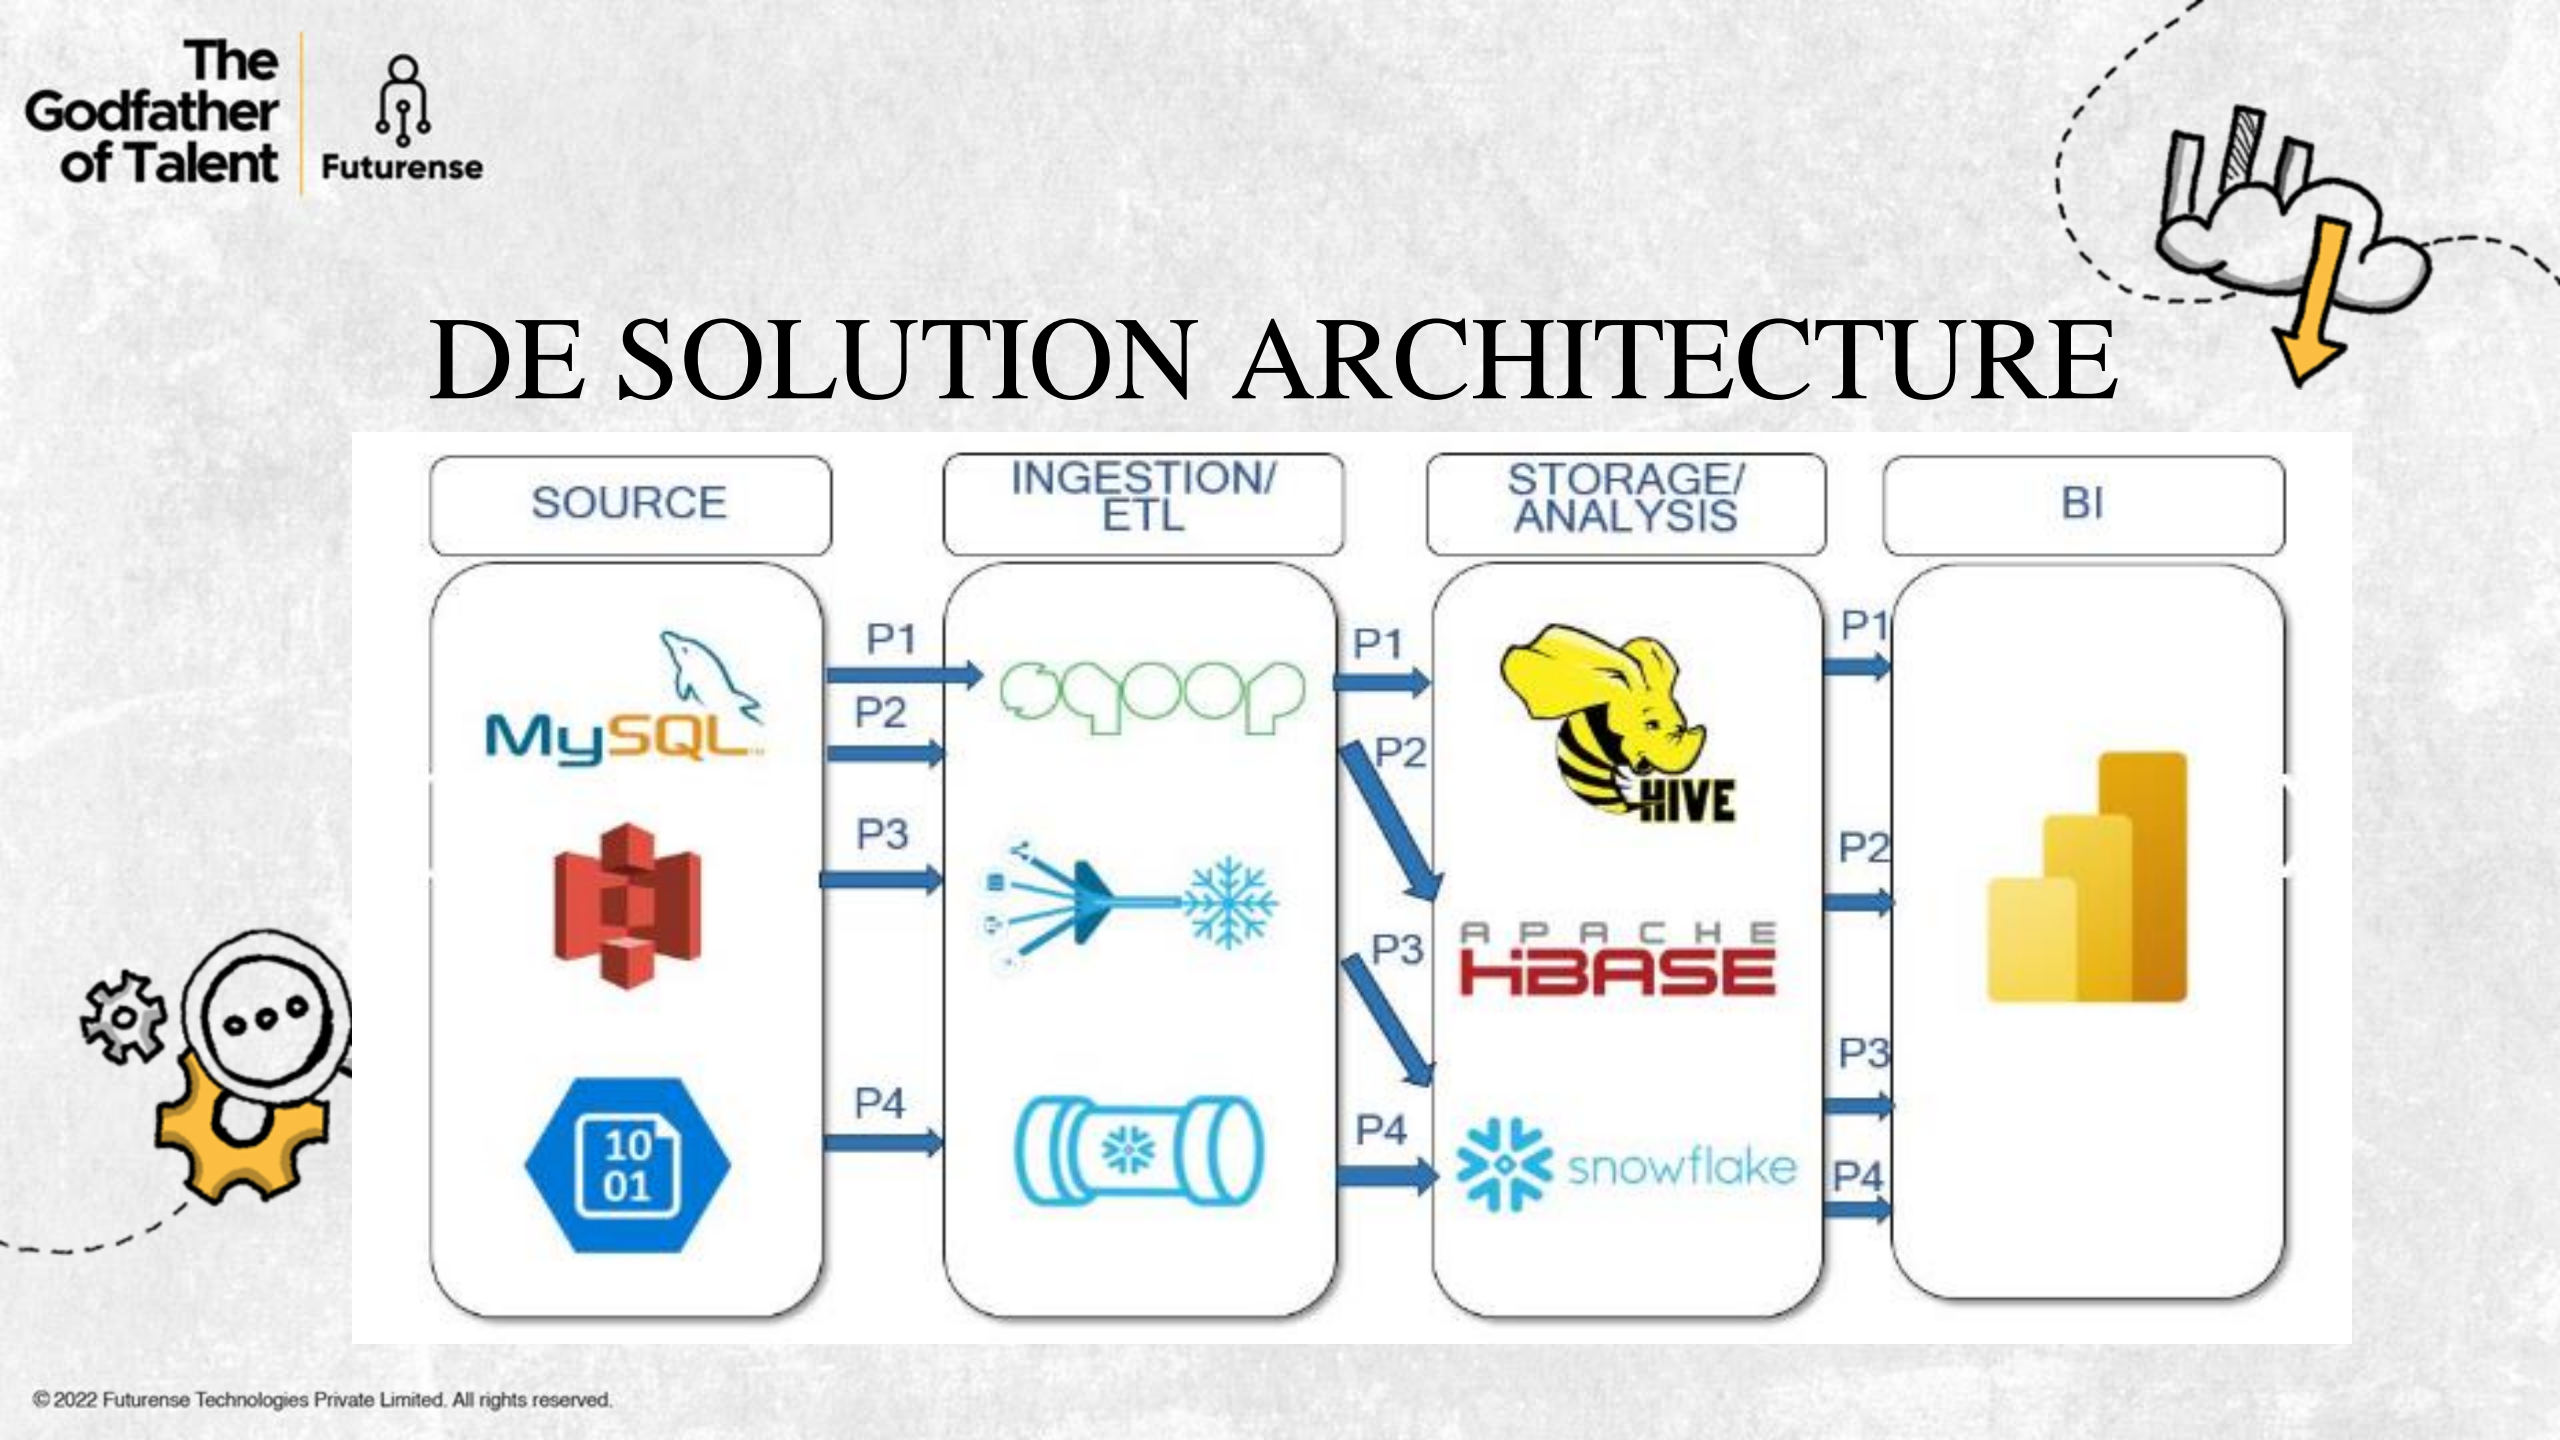 The
Godfather
of Talent
Futurense
DE SOLUTION ARCHITECTURE
SOURCE
INGESTION/
ETL
STORAGE/
ANALYSIS
BI
P1
P2
P3
P4
MySQL
10
01
sqoop
P1
P2
P3
P4
HIVE
APACHE
HBASE
snowflake
P1
P2
P3
P4
© 2022 Futurense Technologies Private Limited. All rights reserved.